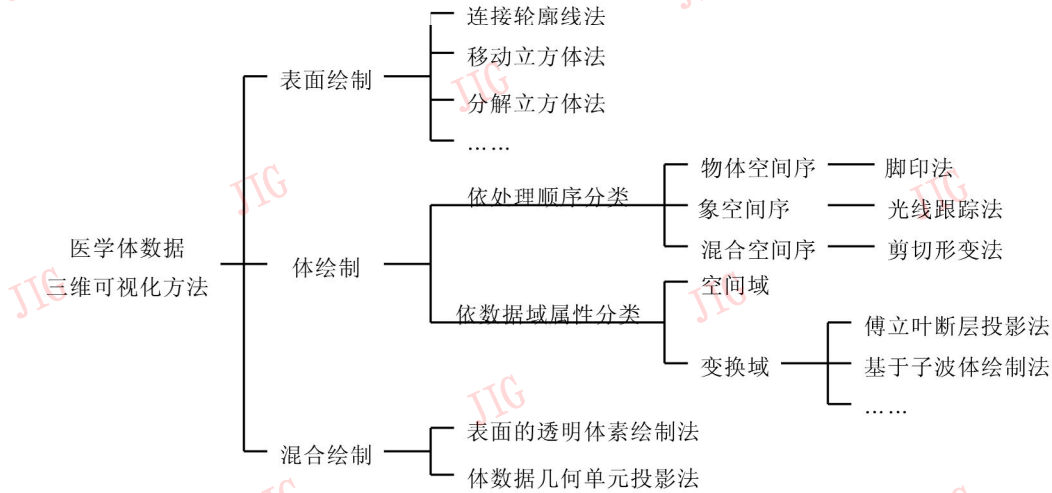 连接轮廓线法
移动立方体法
表面绘制
分解立方体法
……
物体空间序
脚印法
依处理顺序分类
象空间序
光线跟踪法
医学体数据
三维可视化方法
体绘制
混合空间序
剪切形变法
空间域
依数据域属性分类
傅立叶断层投影法
变换域
基于子波体绘制法
……
表面的透明体素绘制法
混合绘制
体数据几何单元投影法
JIG
JIG
JIG
JIG
JIG
JIG